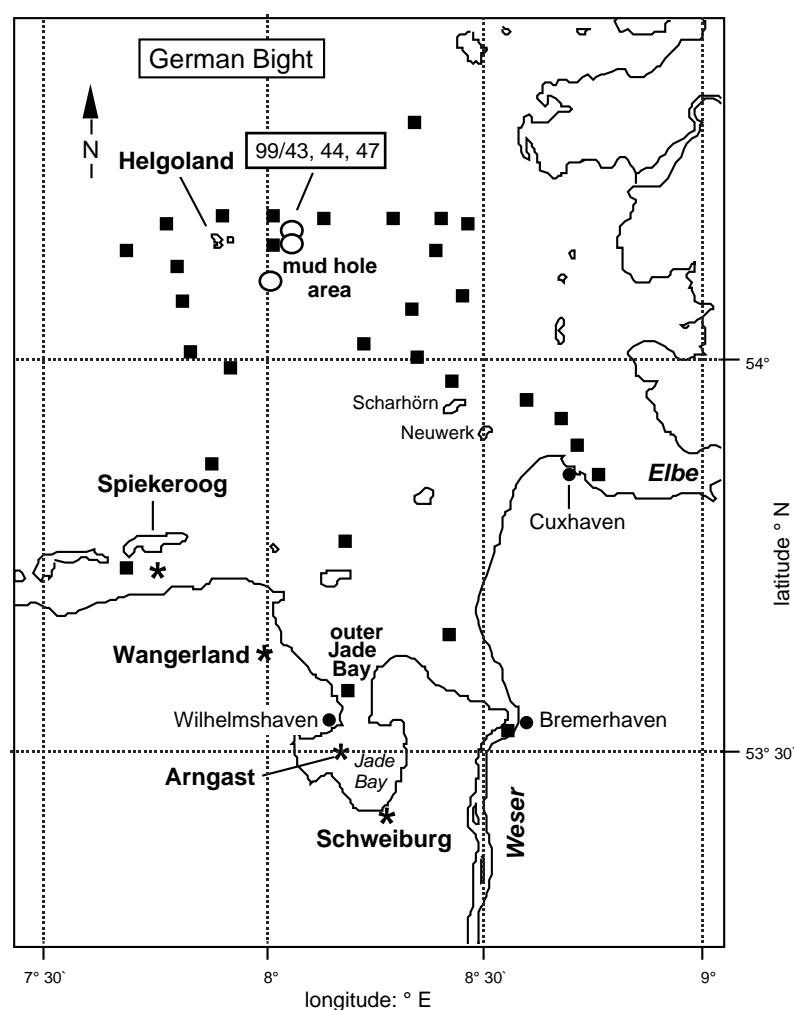 German Bight
N
99/43, 44, 47
Helgoland
mud hole
area
54°
Scharhörn
Neuwerk
Elbe
Spiekeroog
Cuxhaven
latitude ° N
outer
Jade
Bay
Wangerland
Wilhelmshaven
Bremerhaven
53° 30`
Arngast
Jade
Bay
Weser
Schweiburg
7° 30`
8°
8° 30`
9°
longitude: ° E